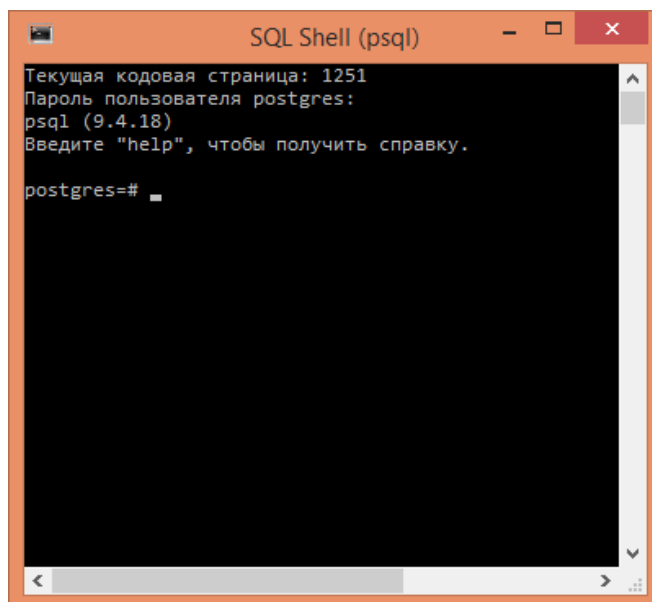 SQL Shell (psql)
Текущая кодовая страница: 1251
Пароль пользователя postgres:
psql (9.4.18)
Введите "help", чтобы получить справку.
postgres=#